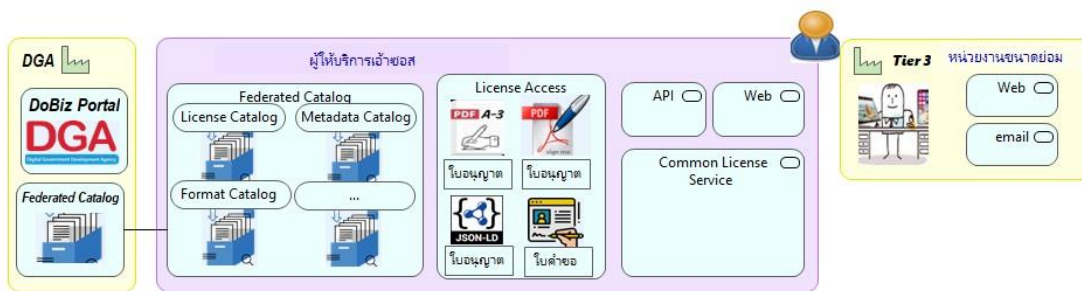 DGA
DoBiz Portal
DGA
Digital Government Development Agency
Federated Catalog
ผู้ให้บริการเอ้าซอส
Federated Catalog
License Catalog
Metadata Catalog
Format Catalog
...
License Access
PDF A-3
PDF
ใบอนุญาต
ใบอนุญาต
JSON-LD
ใบอนุญาต
ใบคำขอ
API
Web
Common License
Service
Tier 3
หน่วยงานขนาดย่อม
Web
email